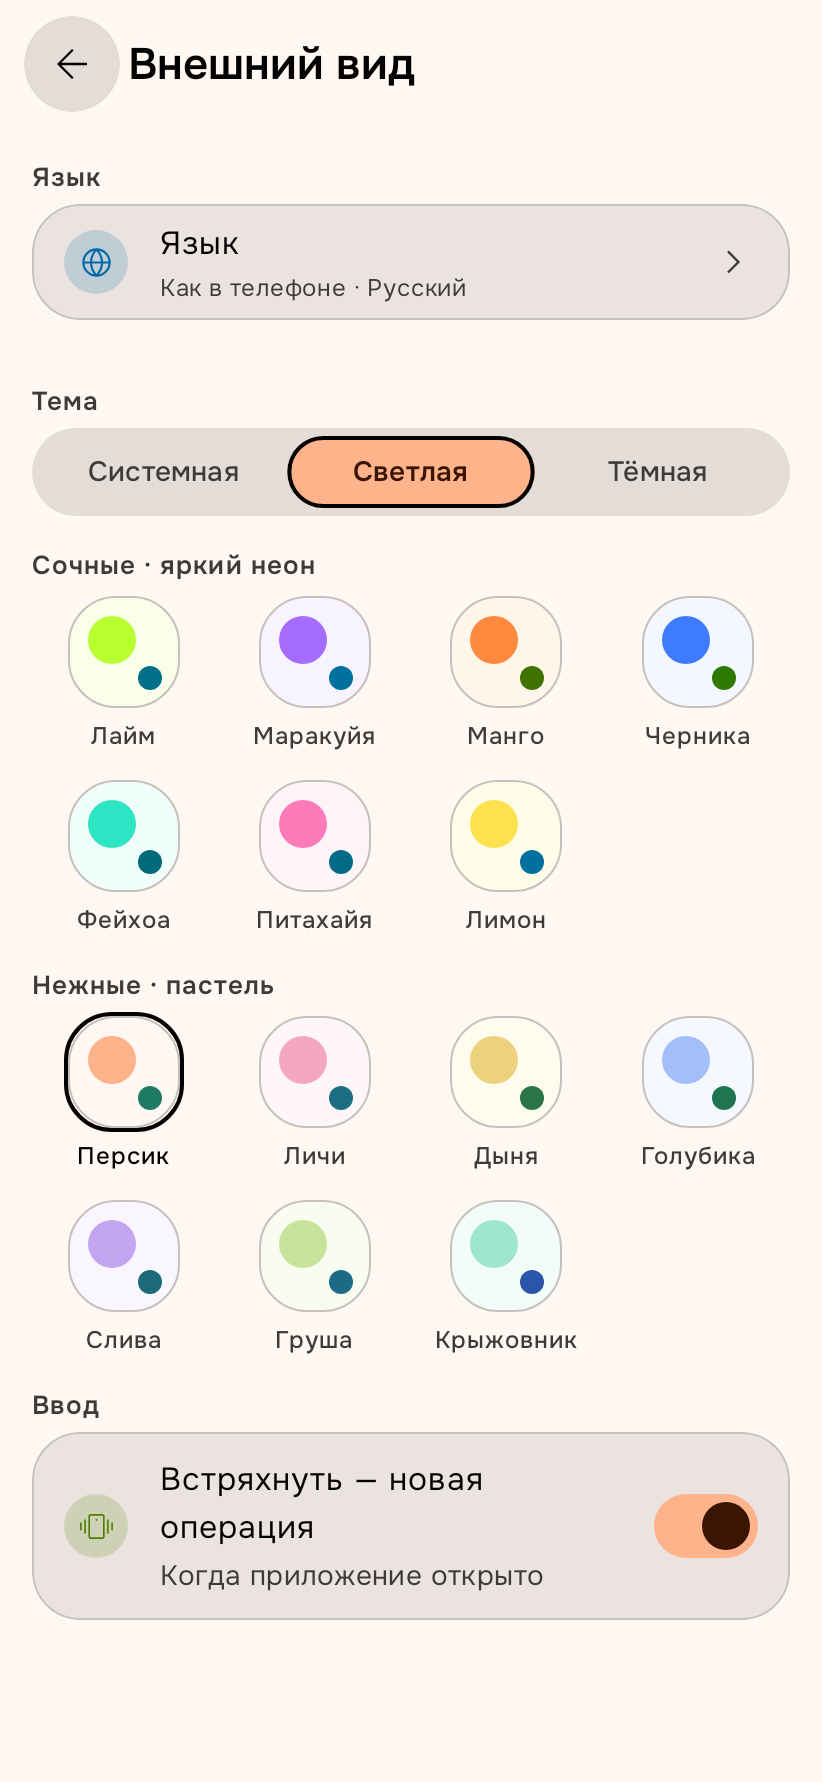 Внешний вид
Язык
Язык
Как в телефоне · Русский
Тема
Системная Светлая Тёмная
Сочные · яркий неон
Лайм Маракуйя Манго Черника
Фейхоа Питахайя Лимон
Нежные · пастель
Персик Личи Дыня Голубика
Слива Груша Крыжовник
Ввод
Встряхнуть — новая
операция
Когда приложение открыто